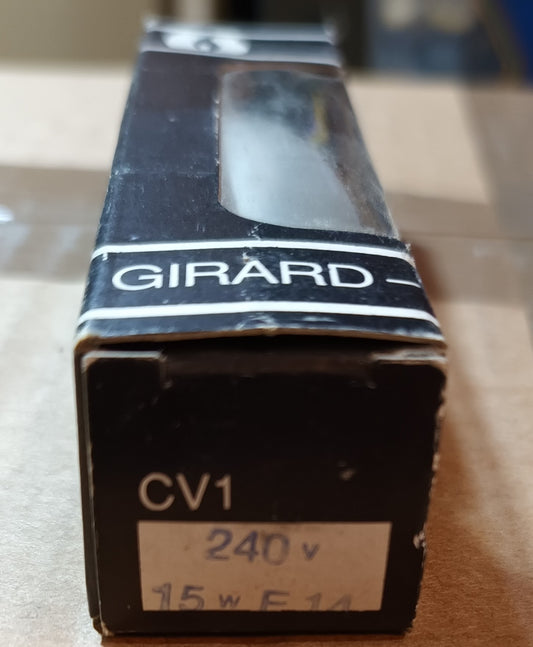 GIRARD -
CV1
240 v
15 w E 14